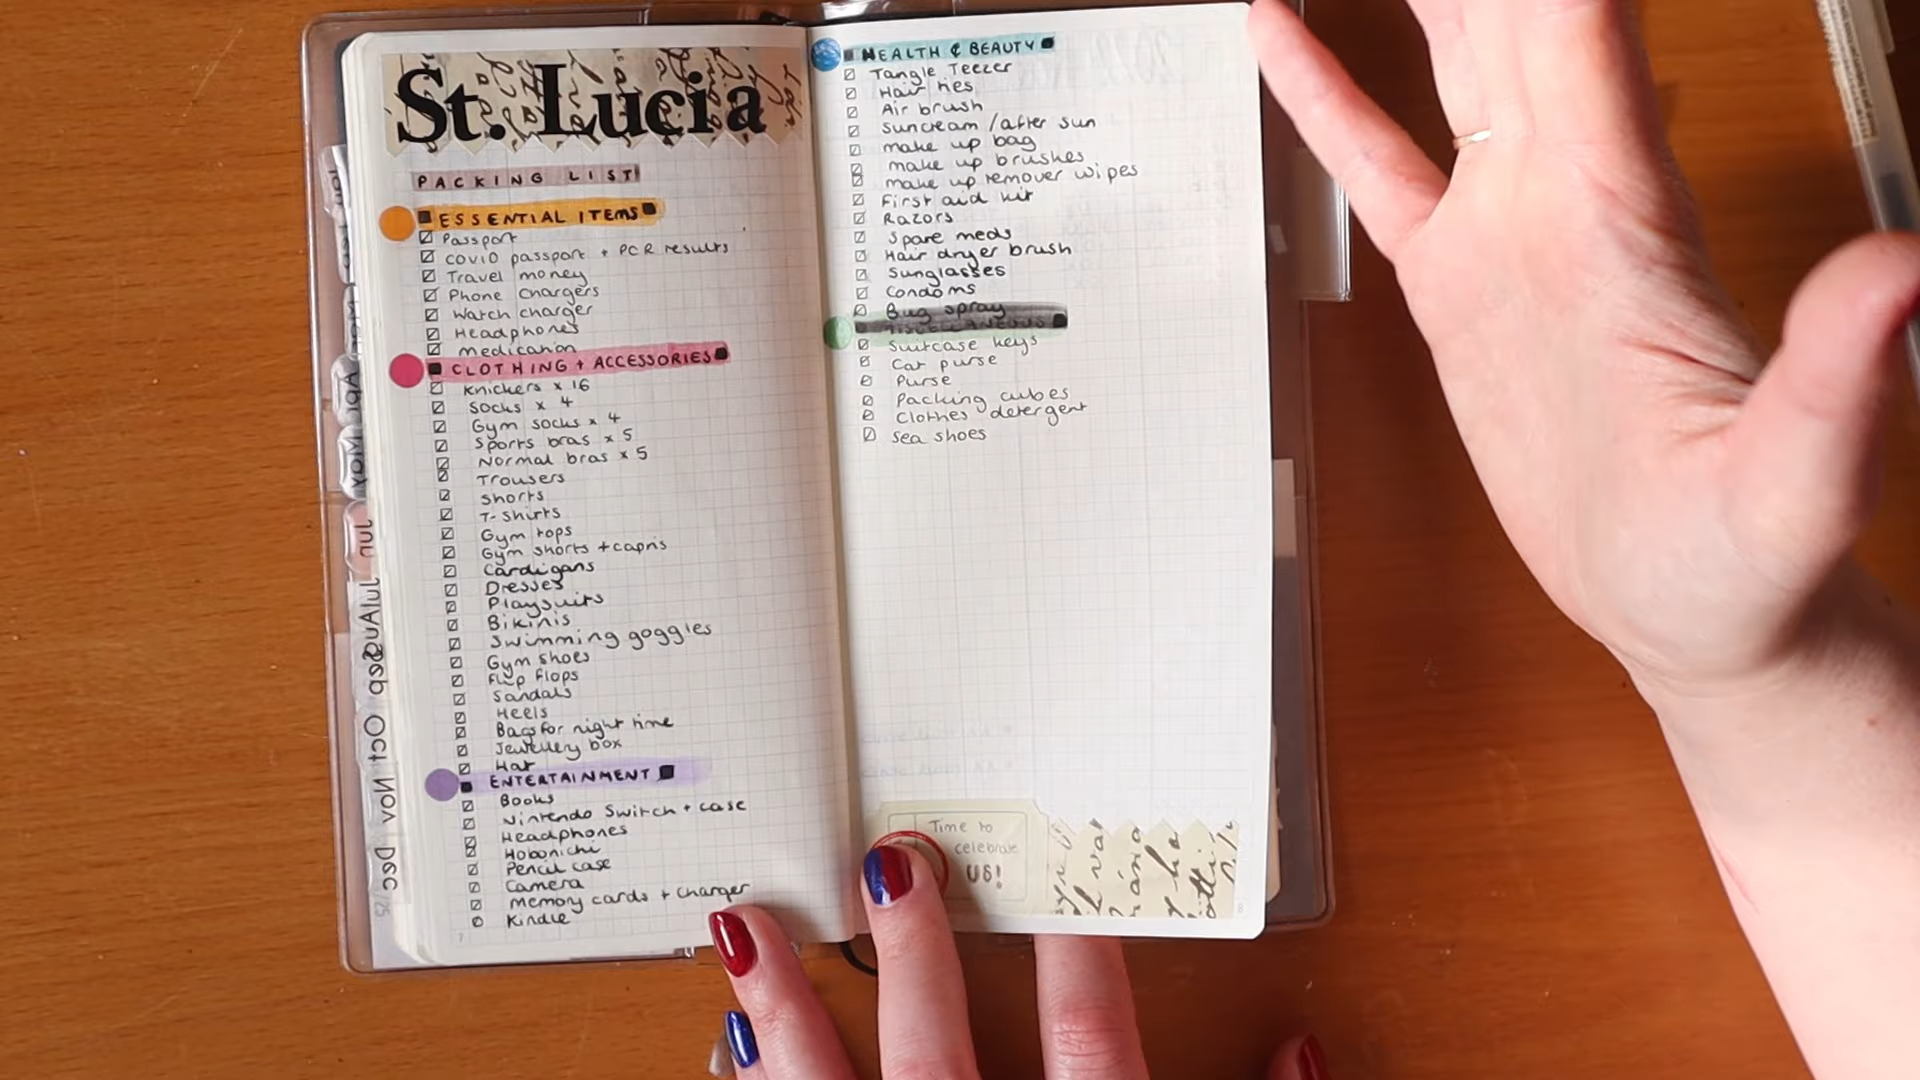 St. Lucia
PACKING LIST
ESSENTIAL ITEMS
Passport
COVID passport + PCR results
Travel money
Phone chargers
Watch charger
Headphones
medication
CLOTHING + ACCESSORIES
Knickers x 16
Socks x 4
Gym socks x 4
Sports bras x 5
Normal bras x 5
Trousers
Shorts
T-shirts
Gym tops
Gym shorts + capris
Cardigans
Dresses
Playsuits
Bikinis
Swimming goggles
Gym shoes
Flip flops
Sandals
Heels
Bags for night time
Jewellery box
Hat
ENTERTAINMENT
Books
Nintendo Switch + case
Headphones
Hobonichi
Pencil case
Camera
Memory cards + charger
Kindle
7
HEALTH & BEAUTY
Tangle Teezer
Hair ties
Air brush
Suncream / after sun
make up bag
make up brushes
make up remover wipes
First aid kit
Razors
Spare meds
Hair dryer brush
Sunglasses
Condoms
Bug spray
MISCELLANEOUS
Suitcase keys
Cat purse
Purse
Packing cubes
Clothes detergent
Sea shoes
Time to
celebrate
US!
Apr
May
Jun
Jul
Aug
Sep
Oct
Nov
Dec